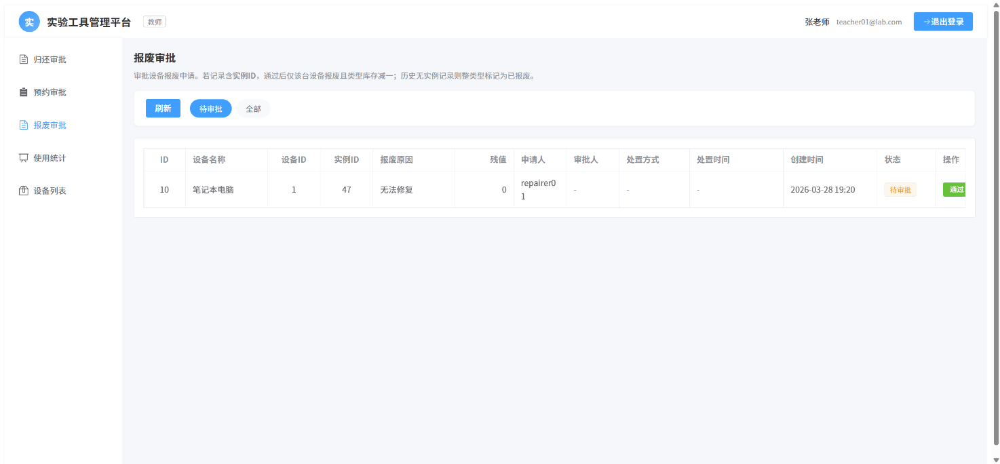 实 实验工具管理平台 教师 张老师 teacher01@lab.com →退出登录
归还审批
预约审批
报废审批
使用统计
设备列表
报废审批
审批设备报废申请。若记录含实例ID，通过后仅该台设备报废且类型库存减一；历史无实例记录则整类型标记为已报废。
刷新 待审批 全部
ID 设备名称 设备ID 实例ID 报废原因 残值 申请人 审批人 处置方式 处置时间 创建时间 状态 操作
10 笔记本电脑 1 47 无法修复 0 repairer0
1 - - - 2026-03-28 19:20 待审批 通过